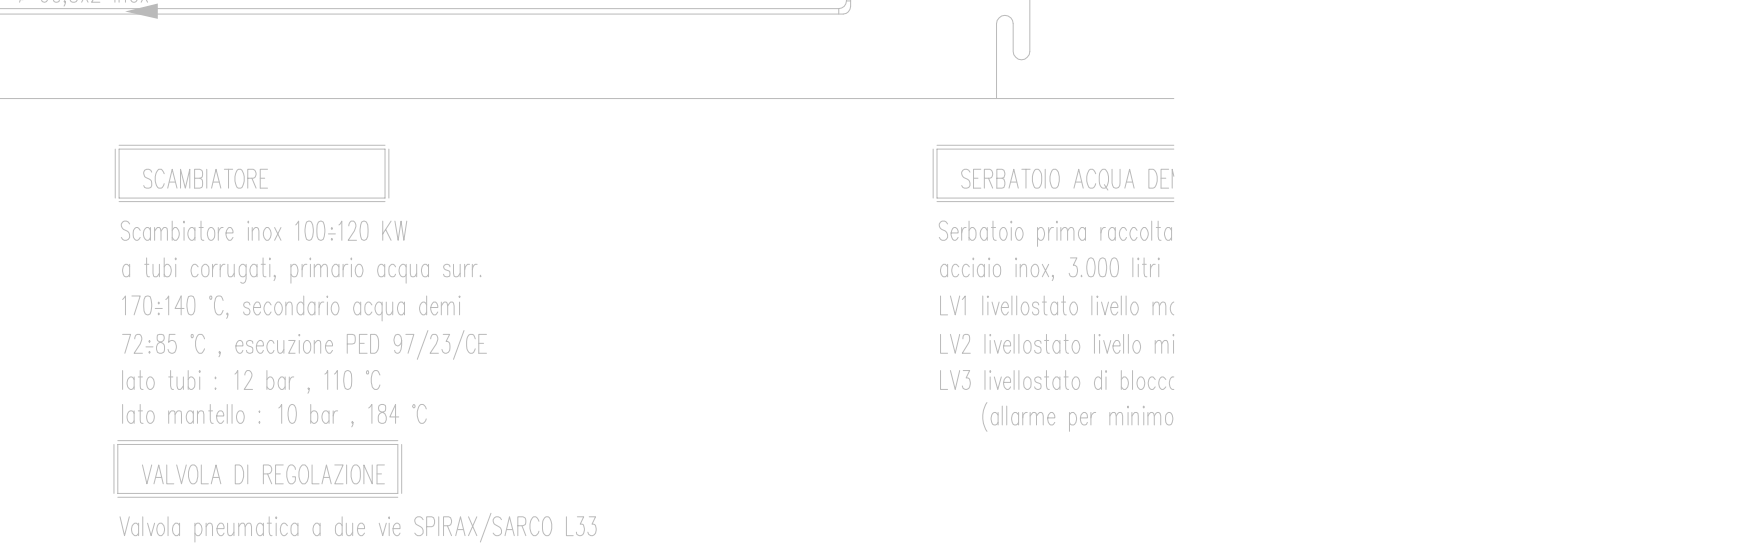 SCAMBIATORE
Scambiatore inox 100÷120 KW
a tubi corrugati, primario acqua surr.
170÷140 °C, secondario acqua demi
72÷85 °C , esecuzione PED 97/23/CE
lato tubi : 12 bar , 110 °C
lato mantello : 10 bar , 184 °C
VALVOLA DI REGOLAZIONE
Valvola pneumatica a due vie SPIRAX/SARCO L33
SERBATOIO ACQUA
Serbatoio prima raccolta
acciaio inox, 3.000 litri
LV1 livellostato livello
LV2 livellostato livello
LV3 livellostato di
(allarme per minimo